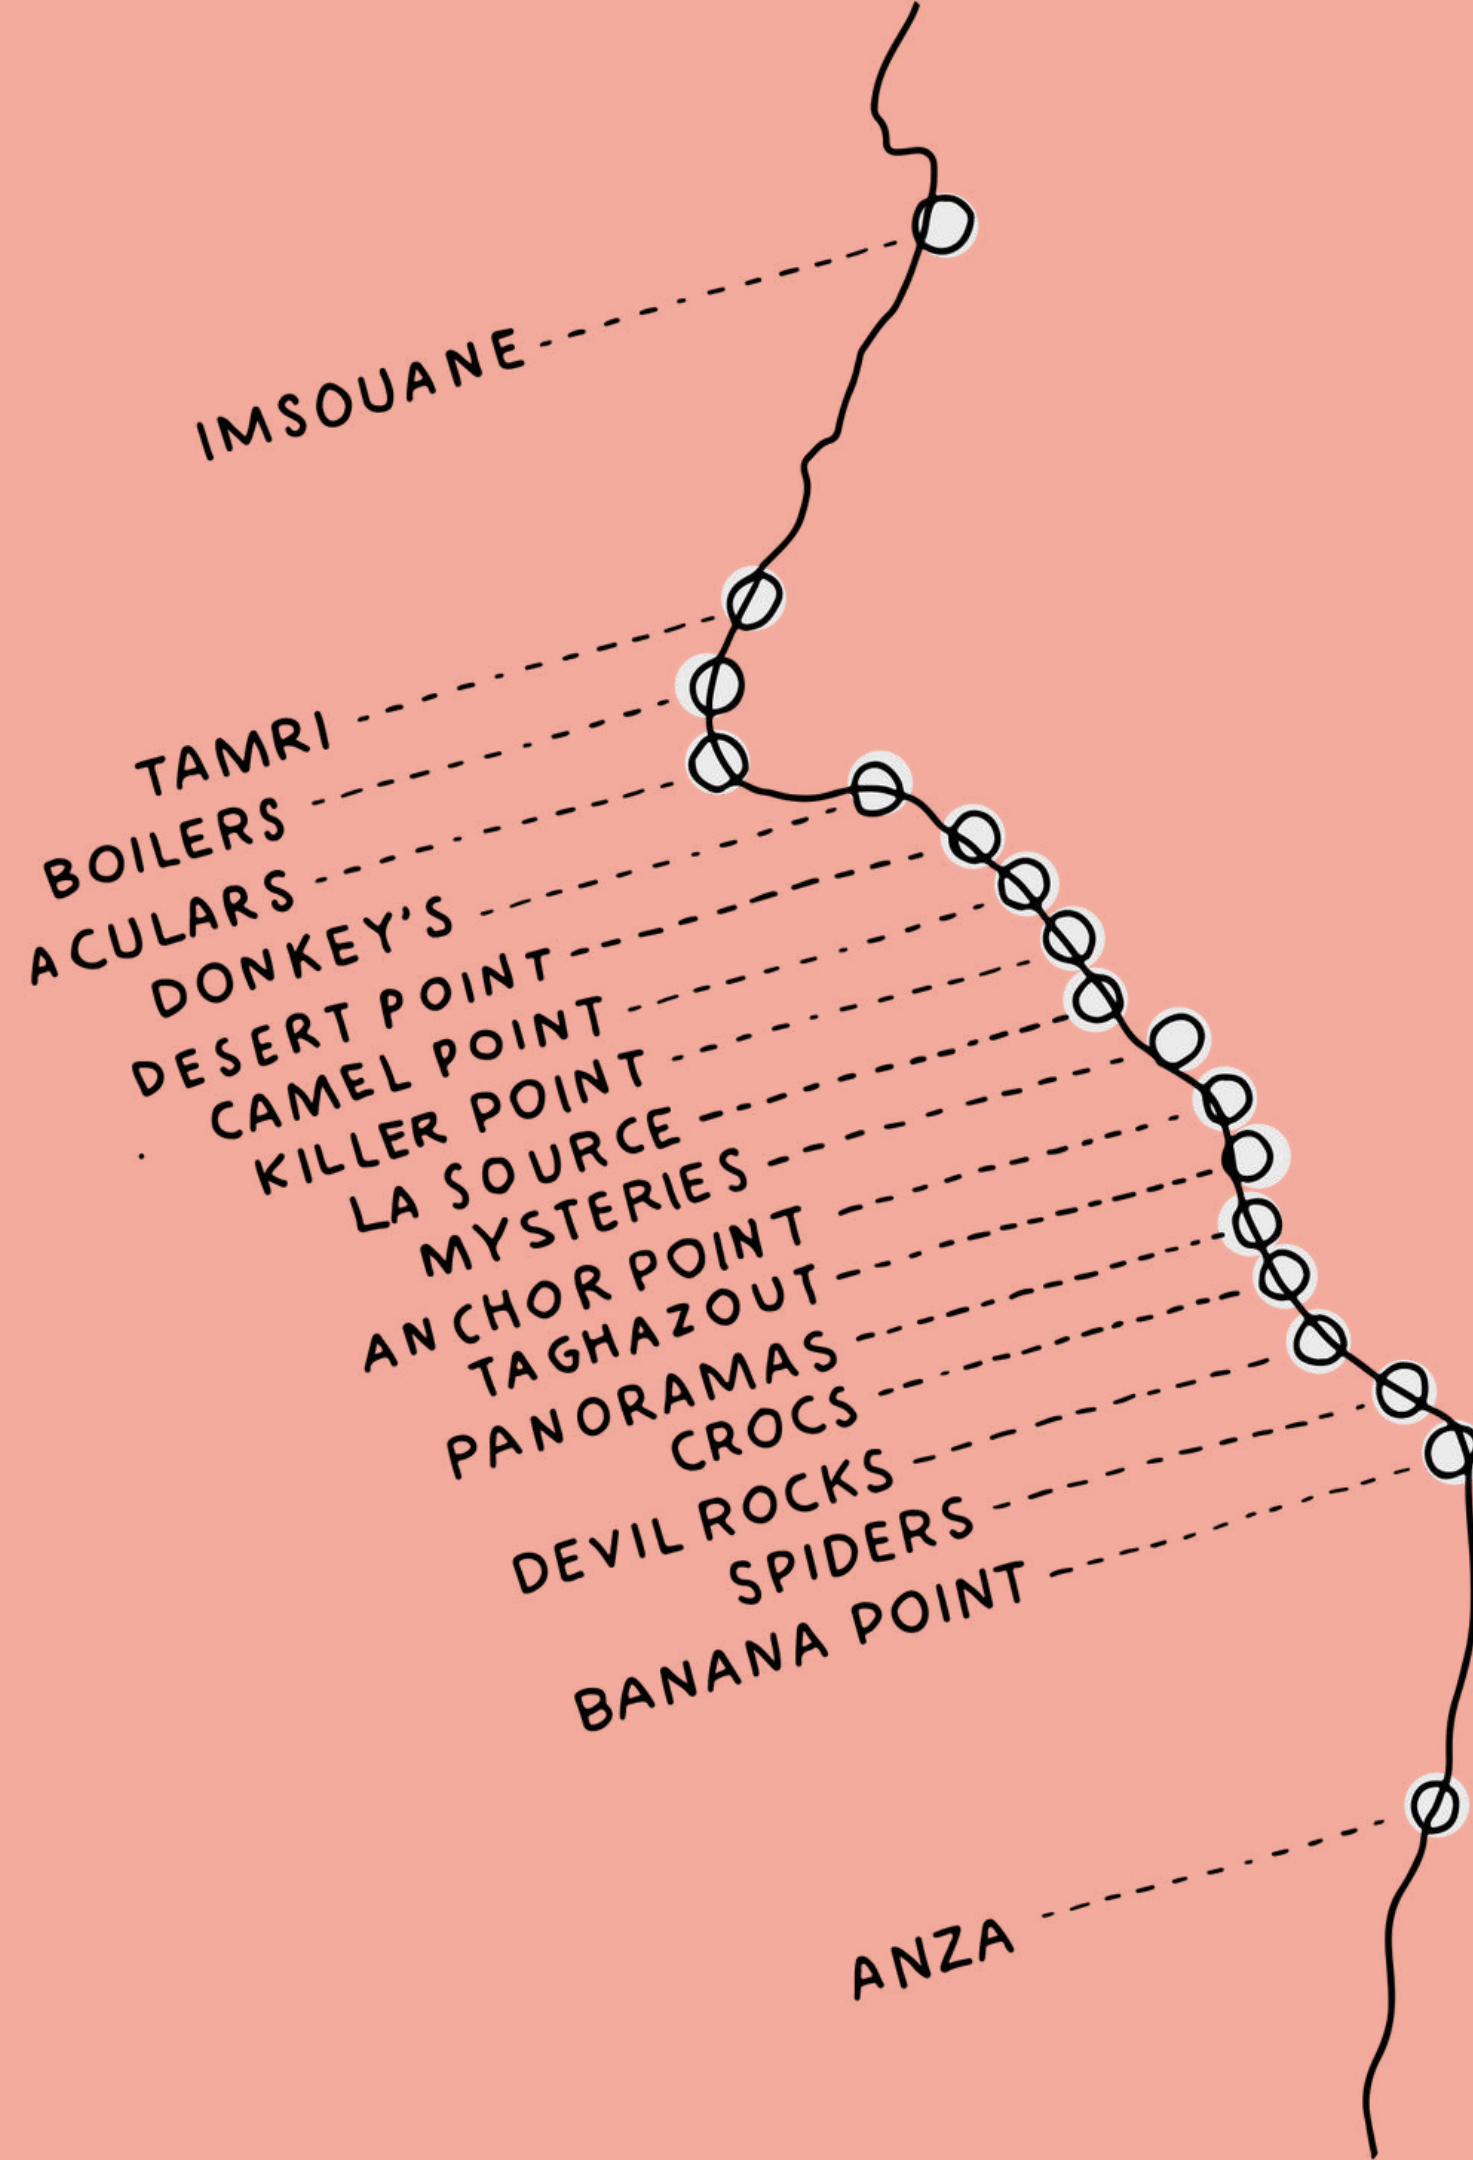 IMSOUANE
TAMRI
BOILERS
ACULARS
DONKEY'S
DESERT POINT
CAMEL POINT
KILLER POINT
LA SOURCE
MYSTERIES
ANCHOR POINT
TAGHAZOUT
PANORAMAS
CROCS
DEVIL ROCKS
SPIDERS
BANANA POINT
ANZA